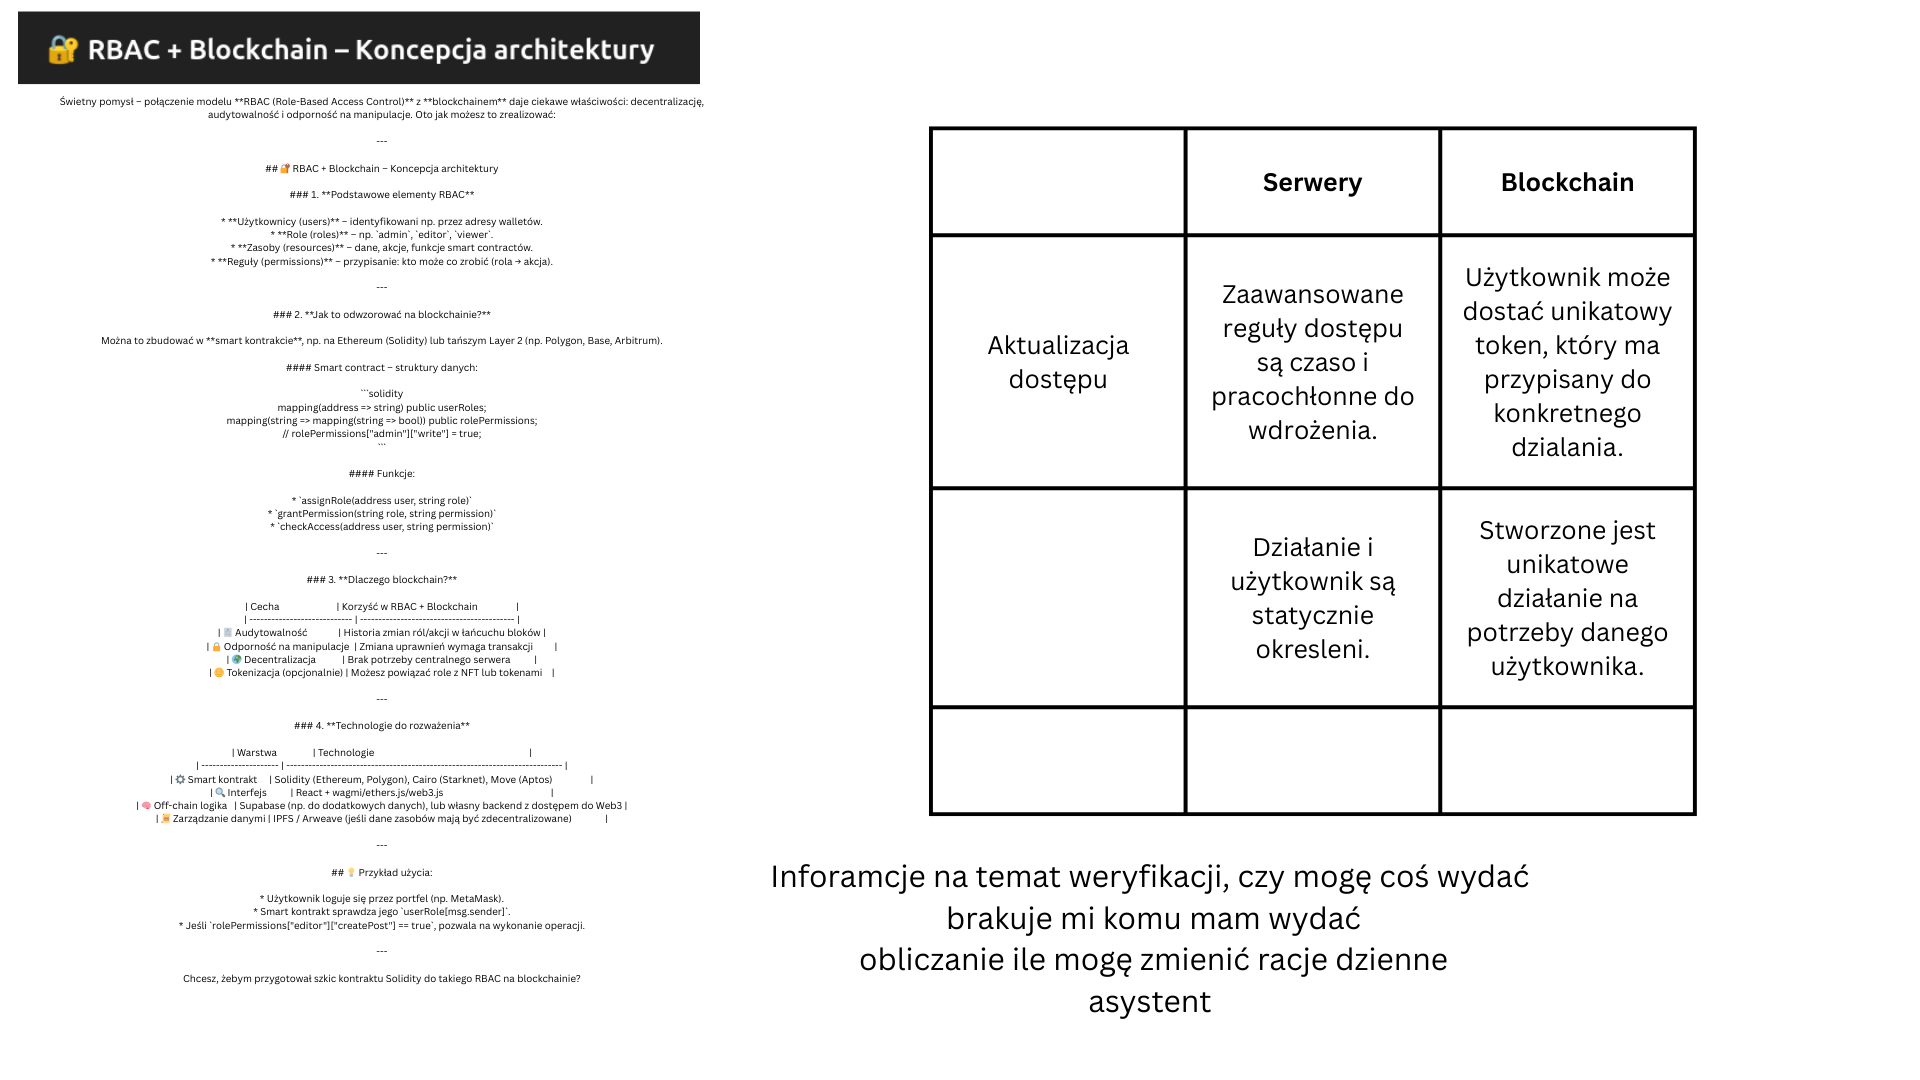 🔐 RBAC + Blockchain – Koncepcja architektury
Świetny pomysł – połączenie modelu **RBAC (Role-Based Access Control)** z **blockchainem** daje ciekawe właściwości: decentralizację,
audytowalność i odporność na manipulacje. Oto jak możesz to zrealizować:
---
## 🔐 RBAC + Blockchain – Koncepcja architektury
### 1. **Podstawowe elementy RBAC**
* **Użytkownicy (users)** – identyfikowani np. przez adresy walletów.
* **Role (roles)** – np. `admin`, `editor`, `viewer`.
* **Zasoby (resources)** – dane, akcje, funkcje smart contractów.
* **Reguły (permissions)** – przypisanie: kto może co zrobić (rola → akcja).
---
### 2. **Jak to odwzorować na blockchainie?**
Można to zbudować w **smart kontrakcie**, np. na Ethereum (Solidity) lub tańszym Layer 2 (np. Polygon, Base, Arbitrum).
#### Smart contract – struktury danych:
```solidity
mapping(address => string) public userRoles;
mapping(string => mapping(string => bool)) public rolePermissions;
// rolePermissions["admin"]["write"] = true;
```
#### Funkcje:
* `assignRole(address user, string role)`
* `grantPermission(string role, string permission)`
* `checkAccess(address user, string permission)`
---
### 3. **Dlaczego blockchain?**
| Cecha | Korzyść w RBAC + Blockchain |
| --------------------------- | ----------------------------------------- |
| 🧾 Audytowalność | Historia zmian ról/akcji w łańcuchu bloków |
| 🔒 Odporność na manipulacje | Zmiana uprawnień wymaga transakcji |
| 🌍 Decentralizacja | Brak potrzeby centralnego serwera |
| 🪙 Tokenizacja (opcjonalnie) | Możesz powiązać role z NFT lub tokenami |
---
### 4. **Technologie do rozważenia**
| Warstwa | Technologie |
| --------------------- | --------------------------------------------------------------------------- |
| ⚙️ Smart kontrakt | Solidity (Ethereum, Polygon), Cairo (Starknet), Move (Aptos) |
| 🔍 Interfejs | React + wagmi/ethers.js/web3.js |
| 🧠 Off-chain logika | Supabase (np. do dodatkowych danych), lub własny backend z dostępem do Web3 |
| 📜 Zarządzanie danymi | IPFS / Arweave (jeśli dane zasobów mają być zdecentralizowane) |
---
## 💡 Przykład użycia:
* Użytkownik loguje się przez portfel (np. MetaMask).
* Smart kontrakt sprawdza jego `userRole[msg.sender]`.
* Jeśli `rolePermissions["editor"]["createPost"] == true`, pozwala na wykonanie operacji.
---
Chcesz, żebym przygotował szkic kontraktu Solidity do takiego RBAC na blockchainie?
Serwery
Blockchain
Aktualizacja
dostępu
Zaawansowane
reguły dostępu
są czaso i
pracochłonne do
wdrożenia.
Użytkownik może
dostać unikatowy
token, który ma
przypisany do
konkretnego
dzialania.
Działanie i
użytkownik są
statycznie
okresleni.
Stworzone jest
unikatowe
działanie na
potrzeby danego
użytkownika.
Inforamcje na temat weryfikacji, czy mogę coś wydać
brakuje mi komu mam wydać
obliczanie ile mogę zmienić racje dzienne
asystent